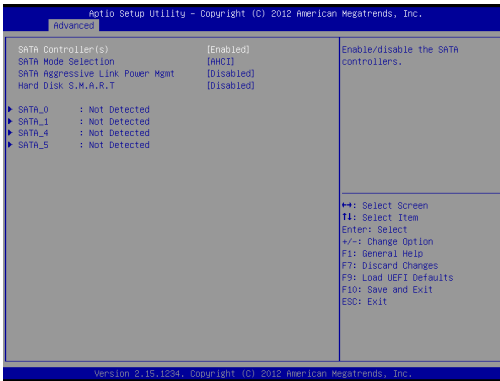 Aptio Setup Utility – Copyright (C) 2012 American Megatrends, Inc.
Advanced
SATA Controller(s) [Enabled]
SATA Mode Selection [AHCI]
SATA Aggressive Link Power Mgmt [Disabled]
Hard Disk S.M.A.R.T [Disabled]
SATA_0 : Not Detected
SATA_1 : Not Detected
SATA_4 : Not Detected
SATA_5 : Not Detected
Enable/disable the SATA
controllers.
↔: Select Screen
↑↓: Select Item
Enter: Select
+/-: Change Option
F1: General Help
F7: Discard Changes
F9: Load UEFI Defaults
F10: Save and Exit
ESC: Exit
Version 2.15.1234. Copyright (C) 2012 American Megatrends, Inc.